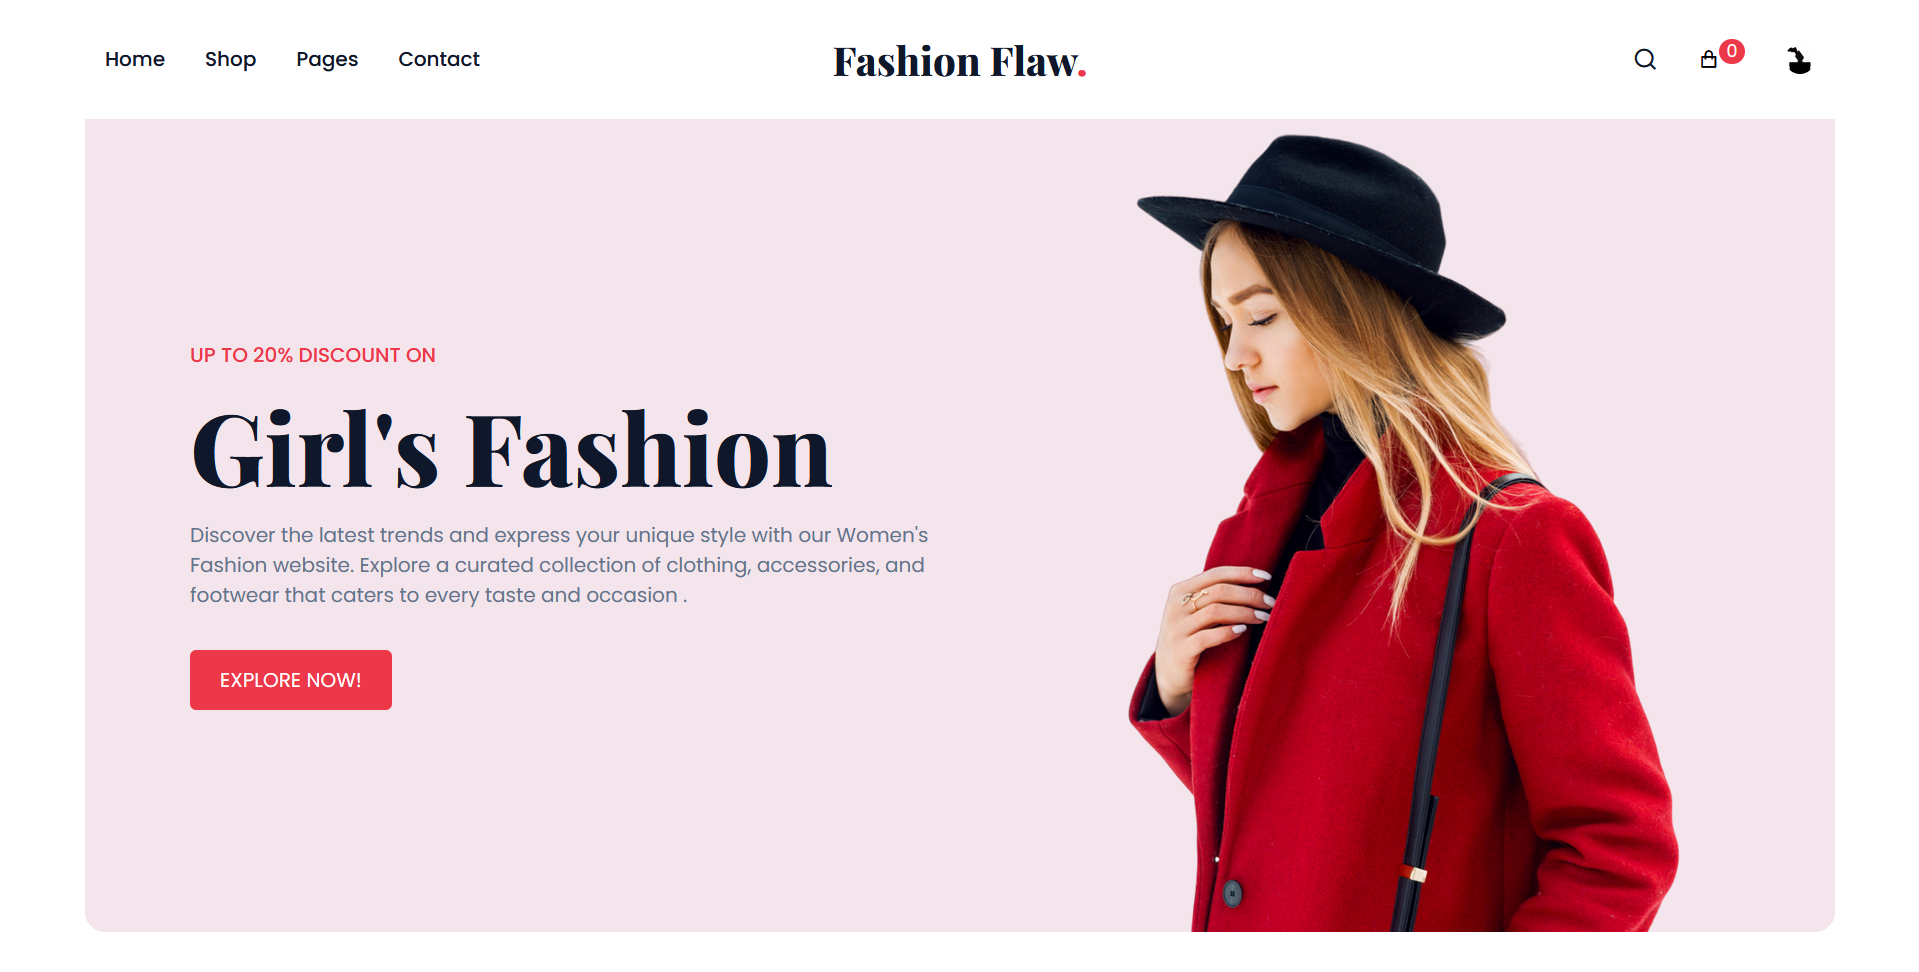 Home Shop Pages Contact Fashion Flaw. 0
UP TO 20% DISCOUNT ON
Girl's Fashion
Discover the latest trends and express your unique style with our Women's
Fashion website. Explore a curated collection of clothing, accessories, and
footwear that caters to every taste and occasion .
EXPLORE NOW!